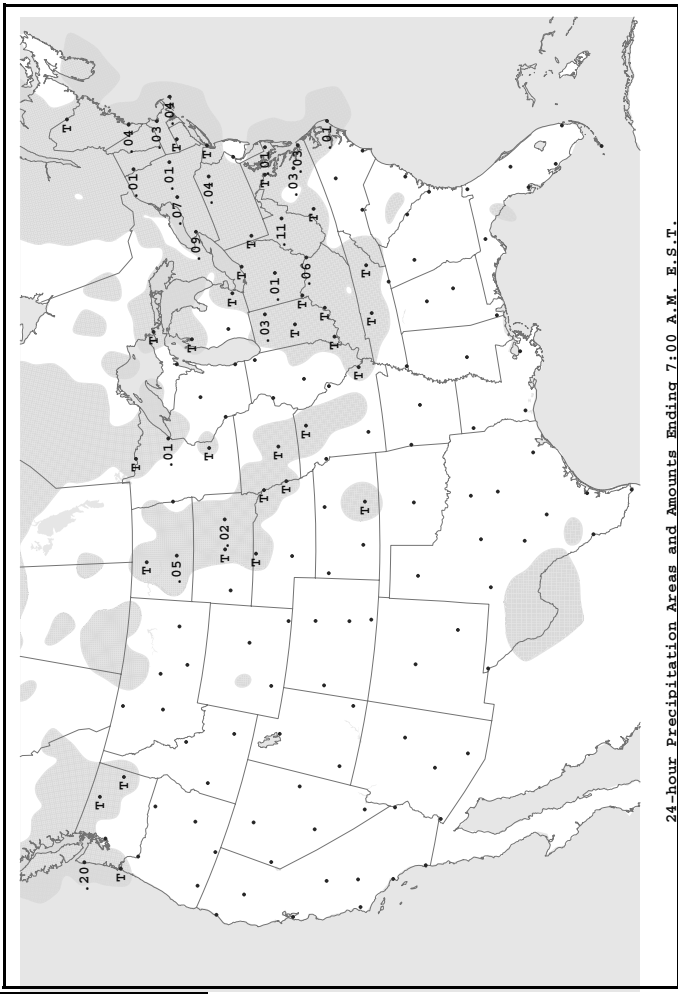 T
.20
T
T
T
.04
.01
T
T
T
.03
.01
.01
.04
T
.05
.07
T
.09
T
.04
T
T
.02
T
T
T
T
T
.03
T
.01
.01
T
.11
T
.03
T
.03
T
T
.06
T
T
.01
T
T
T
T
T
24-hour Precipitation Areas and Amounts Ending 7:00 A.M. E.S.T.